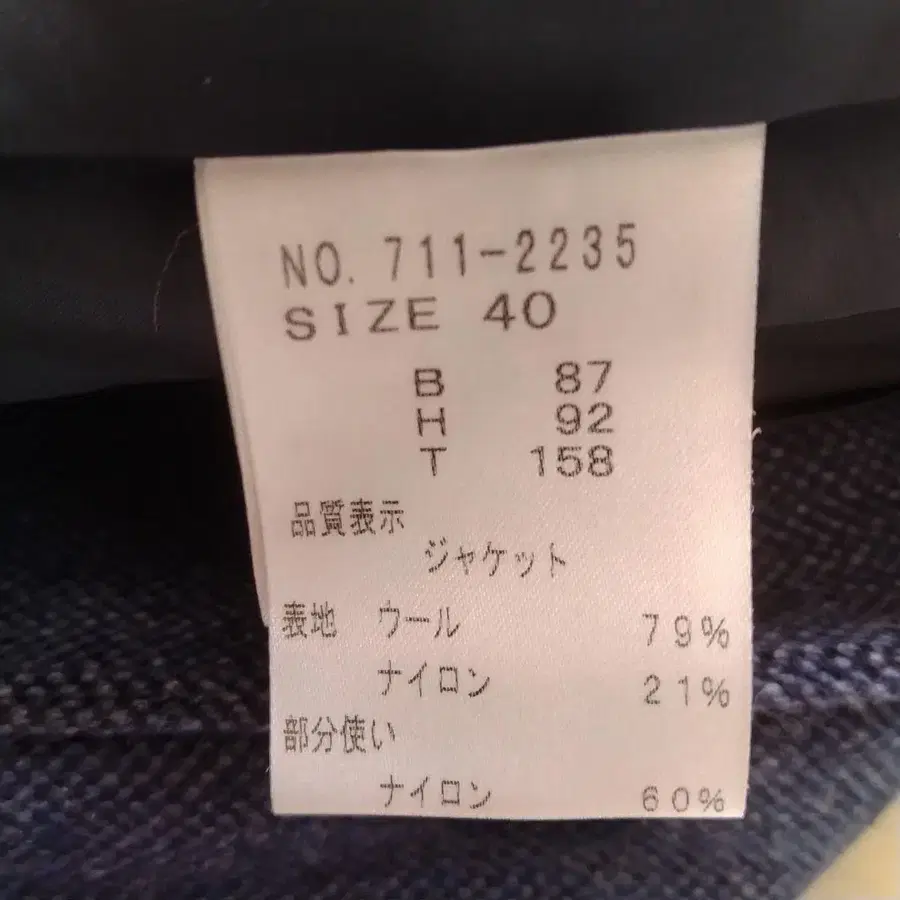 NO. 711-2235
SIZE 40
B 87
H 92
T 158
品質表示
ジャケット
表地 ウール 79%
ナイロン 21%
部分使い
ナイロン 60%